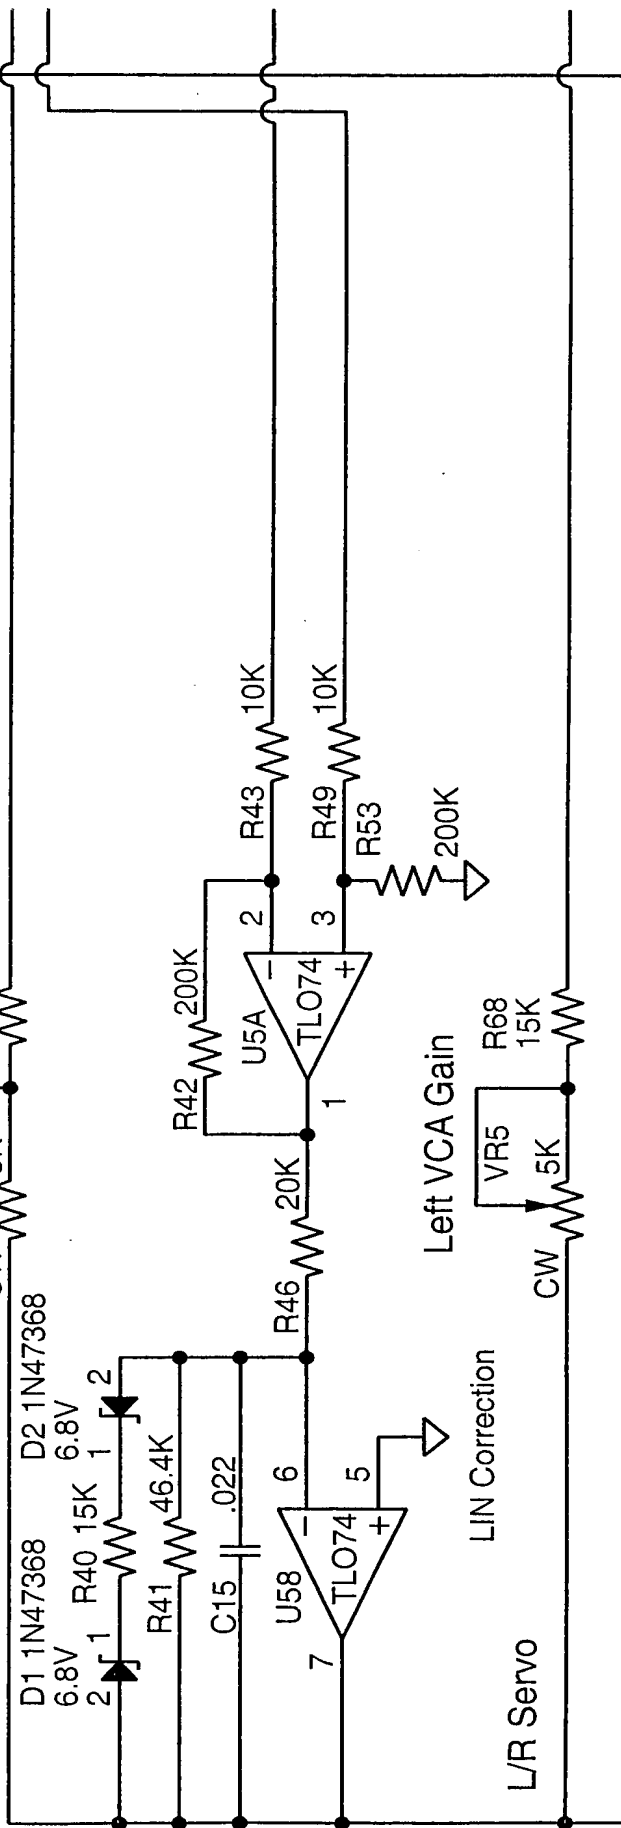 D1 1N47368
6.8V
2
1
R40 15K
D2 1N47368
6.8V
1
2
R41 46.4K
C15 .022
U58
TLO74
−
+
6
5
7
R46 20K
LIN Correction
R42 200K
U5A
TLO74
−
+
1
2
3
R43 10K
R49 10K
R53
200K
Left VCA Gain
L/R Servo
CW
VR5
5K
R68
15K